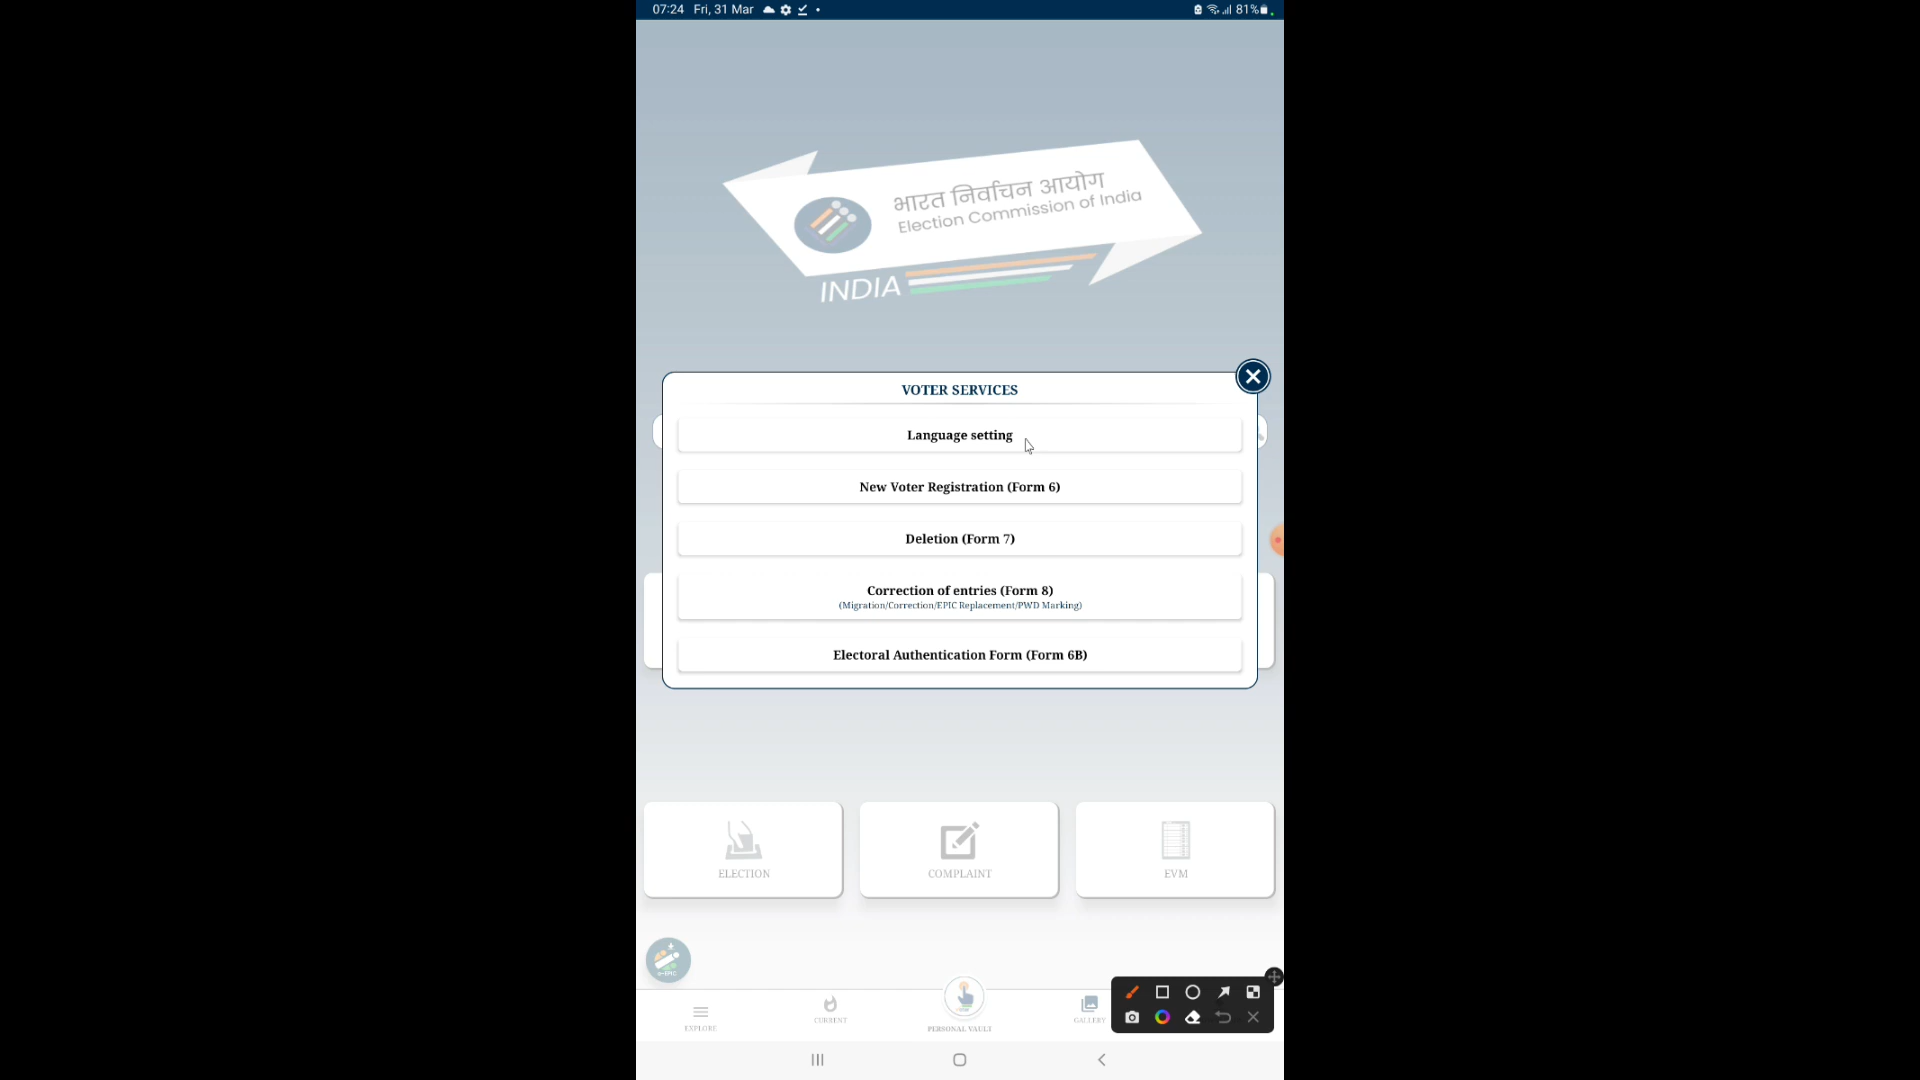 07:24 Fri, 31 Mar
81%
भारत निर्वाचन आयोग
Election Commission of India
INDIA
VOTER SERVICES
Language setting
New Voter Registration (Form 6)
Deletion (Form 7)
Correction of entries (Form 8)
(Migration/Correction/EPIC Replacement/PWD Marking)
Electoral Authentication Form (Form 6B)
ELECTION
COMPLAINT
EVM
e-EPIC
EXPLORE
CURRENT
PERSONAL VAULT
GALLERY